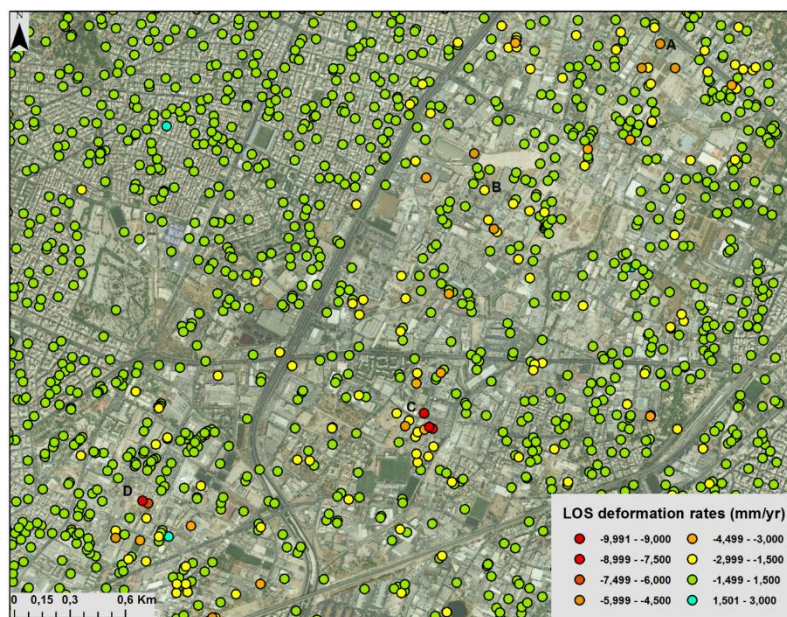 N
A
B
C
D
LOS deformation rates (mm/yr)
-9,991 - -9,000
-8,999 - -7,500
-7,499 - -6,000
-5,999 - -4,500
-4,499 - -3,000
-2,999 - -1,500
-1,499 - 1,500
1,501 - 3,000
0 0,15 0,3 0,6 Km